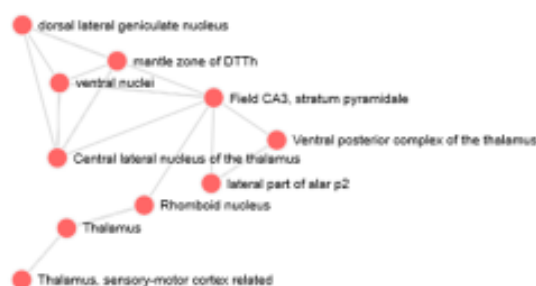 dorsal lateral geniculate nucleus
mantle zone of DTTh
ventral nuclei
Field CA3, stratum pyramidale
Ventral posterior complex of the thalamus
Central lateral nucleus of the thalamus
lateral part of alar p2
Rhomboid nucleus
Thalamus
Thalamus, sensory-motor cortex related